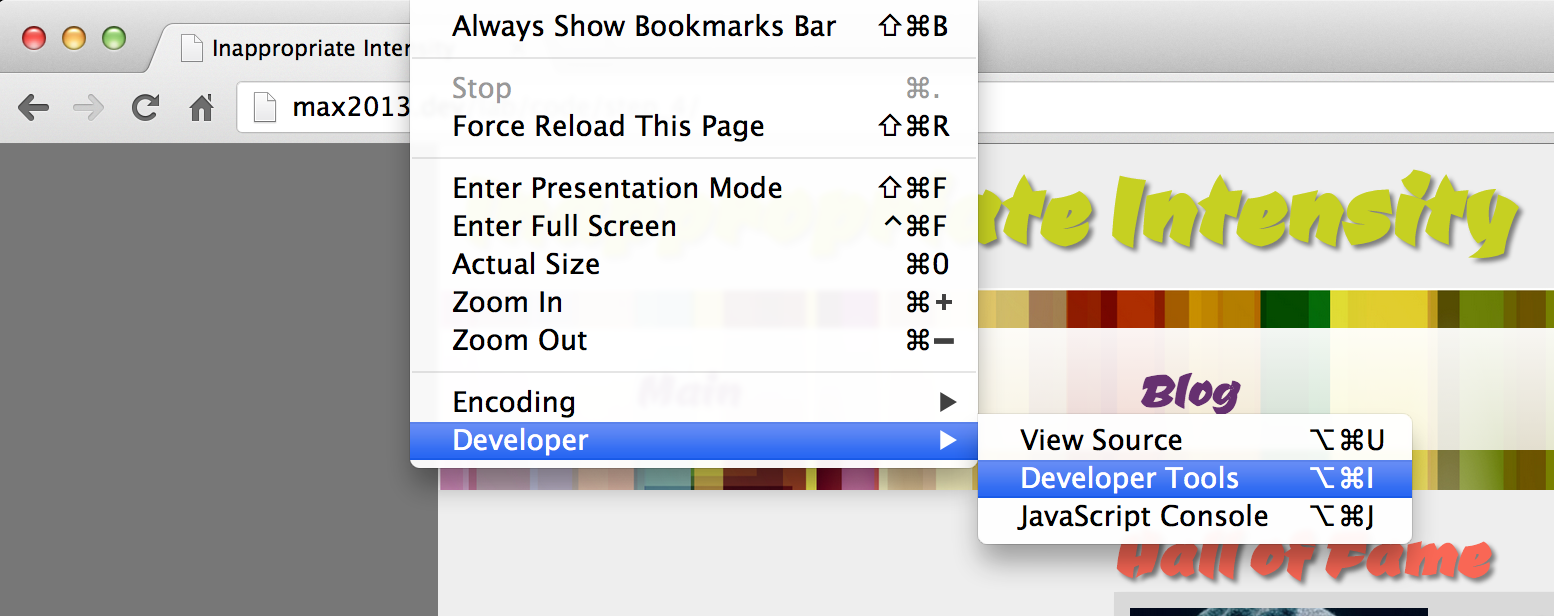 Inappropriate Inten
max2013
Always Show Bookmarks Bar ⇧⌘B
Stop ⌘.
Force Reload This Page ⇧⌘R
Enter Presentation Mode ⇧⌘F
Enter Full Screen ^⌘F
Actual Size ⌘0
Zoom In ⌘+
Zoom Out ⌘−
Encoding ▶
Developer ▶
View Source ⌥⌘U
Developer Tools ⌥⌘I
JavaScript Console ⌥⌘J
ate Intensity
Main
Blog
Hall of Fame